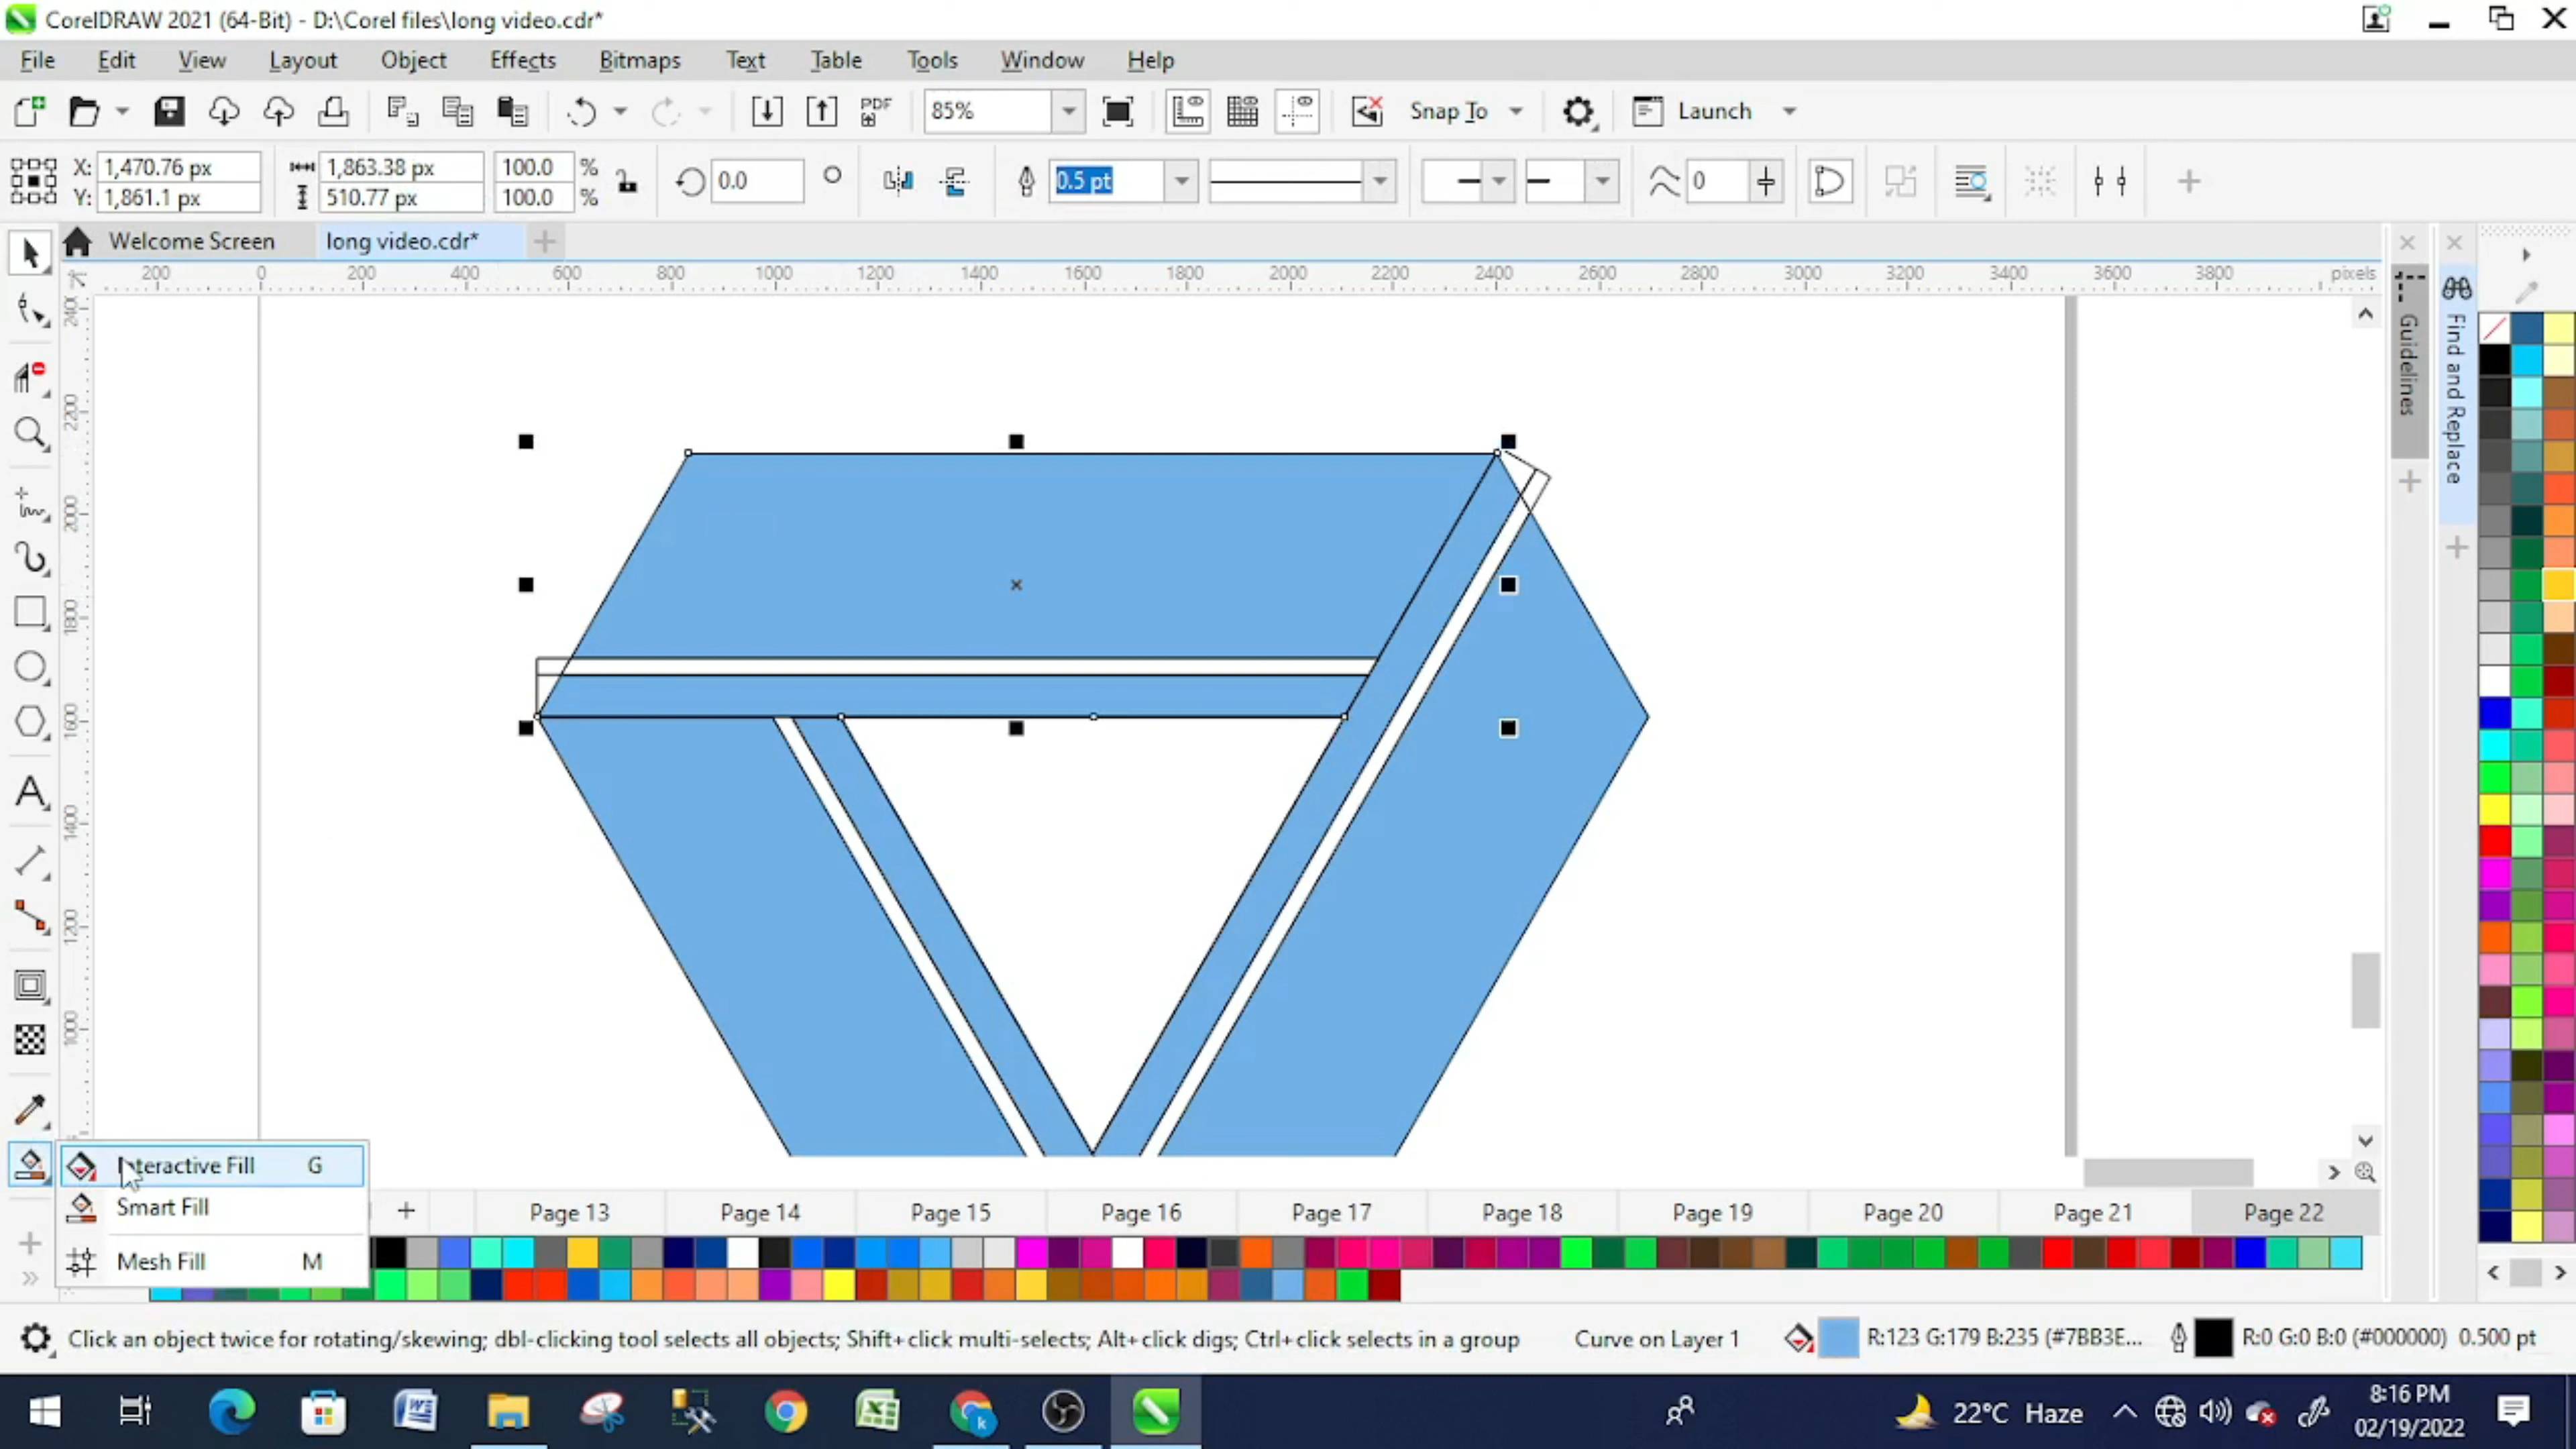 CorelDRAW 2021 (64-Bit) - D:\Corel files\long video.cdr*
File Edit View Layout Object Effects Bitmaps Text Table Tools Window Help
PDF 85% Snap To Launch
X: 1,470.76 px 1,863.38 px 100.0 %
Y: 1,861.1 px 510.77 px 100.0 %
0.0 0.5 pt 0
Welcome Screen long video.cdr*
200 0 200 400 600 800 1000 1200 1400 1600 1800 2000 2200 2400 2600 2800 3000 3200 3400 3600 3800 pixels
2200
2000
1800
1600
1400
1200
1000
Guidelines
Find and Replace
Interactive Fill G
Smart Fill
Mesh Fill M
Page 13 Page 14 Page 15 Page 16 Page 17 Page 18 Page 19 Page 20 Page 21 Page 22
Click an object twice for rotating/skewing; dbl-clicking tool selects all objects; Shift+click multi-selects; Alt+click digs; Ctrl+click selects in a group Curve on Layer 1 R:123 G:179 B:235 (#7BB3E... R:0 G:0 B:0 (#000000) 0.500 pt
22°C Haze 8:16 PM
02/19/2022